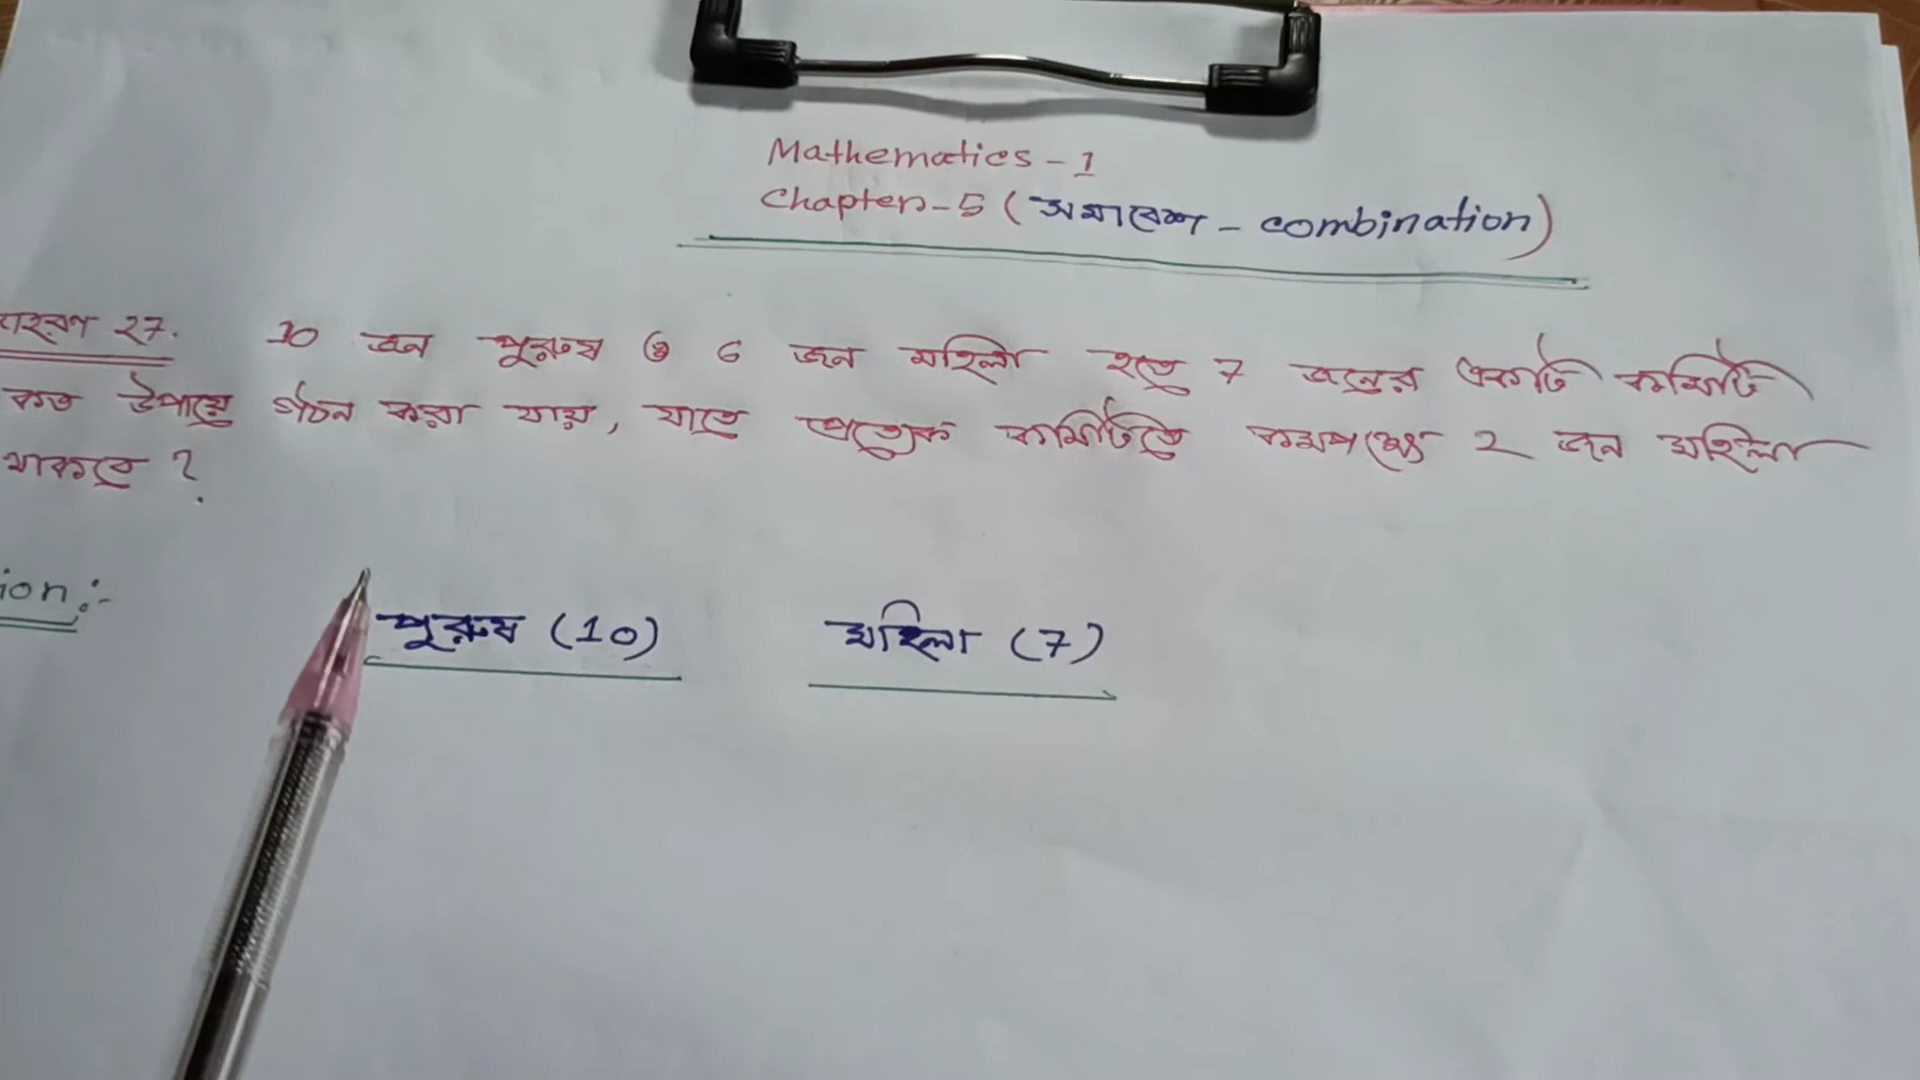 Mathematics - 1
Chapter - 5 (সমাবেশ - combination)
াহরণ 27. 10 জন পুরুষ ও 6 জন মহিলা হতে 7 জনের একটি কমিটি
কত উপায়ে গঠন করা যায়, যাতে প্রত্যেক কমিটিতে কমপক্ষে 2 জন মহিলা
থাকবে ?
ion :-
পুরুষ (10) মহিলা (7)